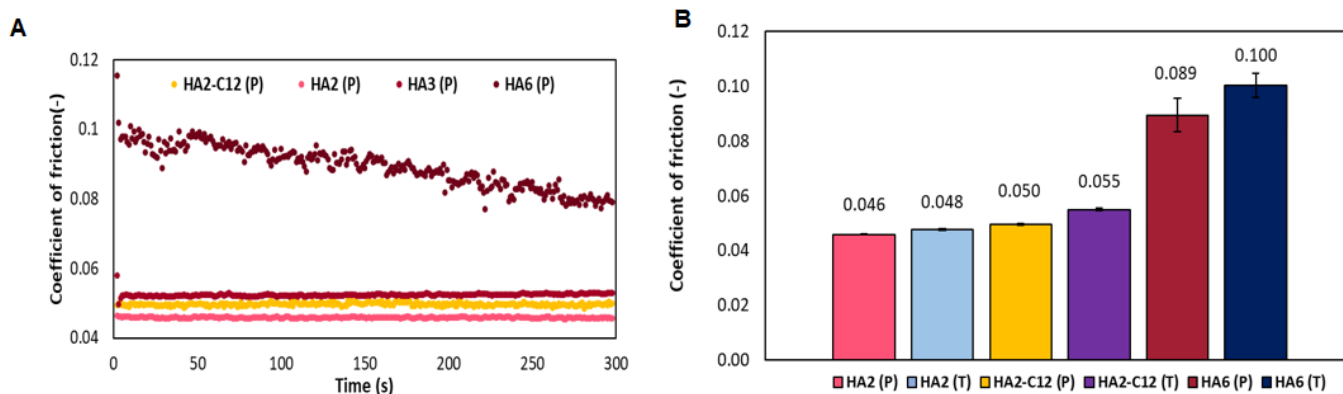 A
Coefficient of friction(-)
0.12
0.1
0.08
0.06
0.04
HA2-C12 (P) HA2 (P) HA3 (P) HA6 (P)
0 50 100 150 200 250 300
Time (s)
B
Coefficient of friction (-)
0.12
0.10
0.08
0.06
0.04
0.02
0.00
0.046 0.048 0.050 0.055 0.089 0.100
HA2 (P) HA2 (T) HA2-C12 (P) HA2-C12 (T) HA6 (P) HA6 (T)